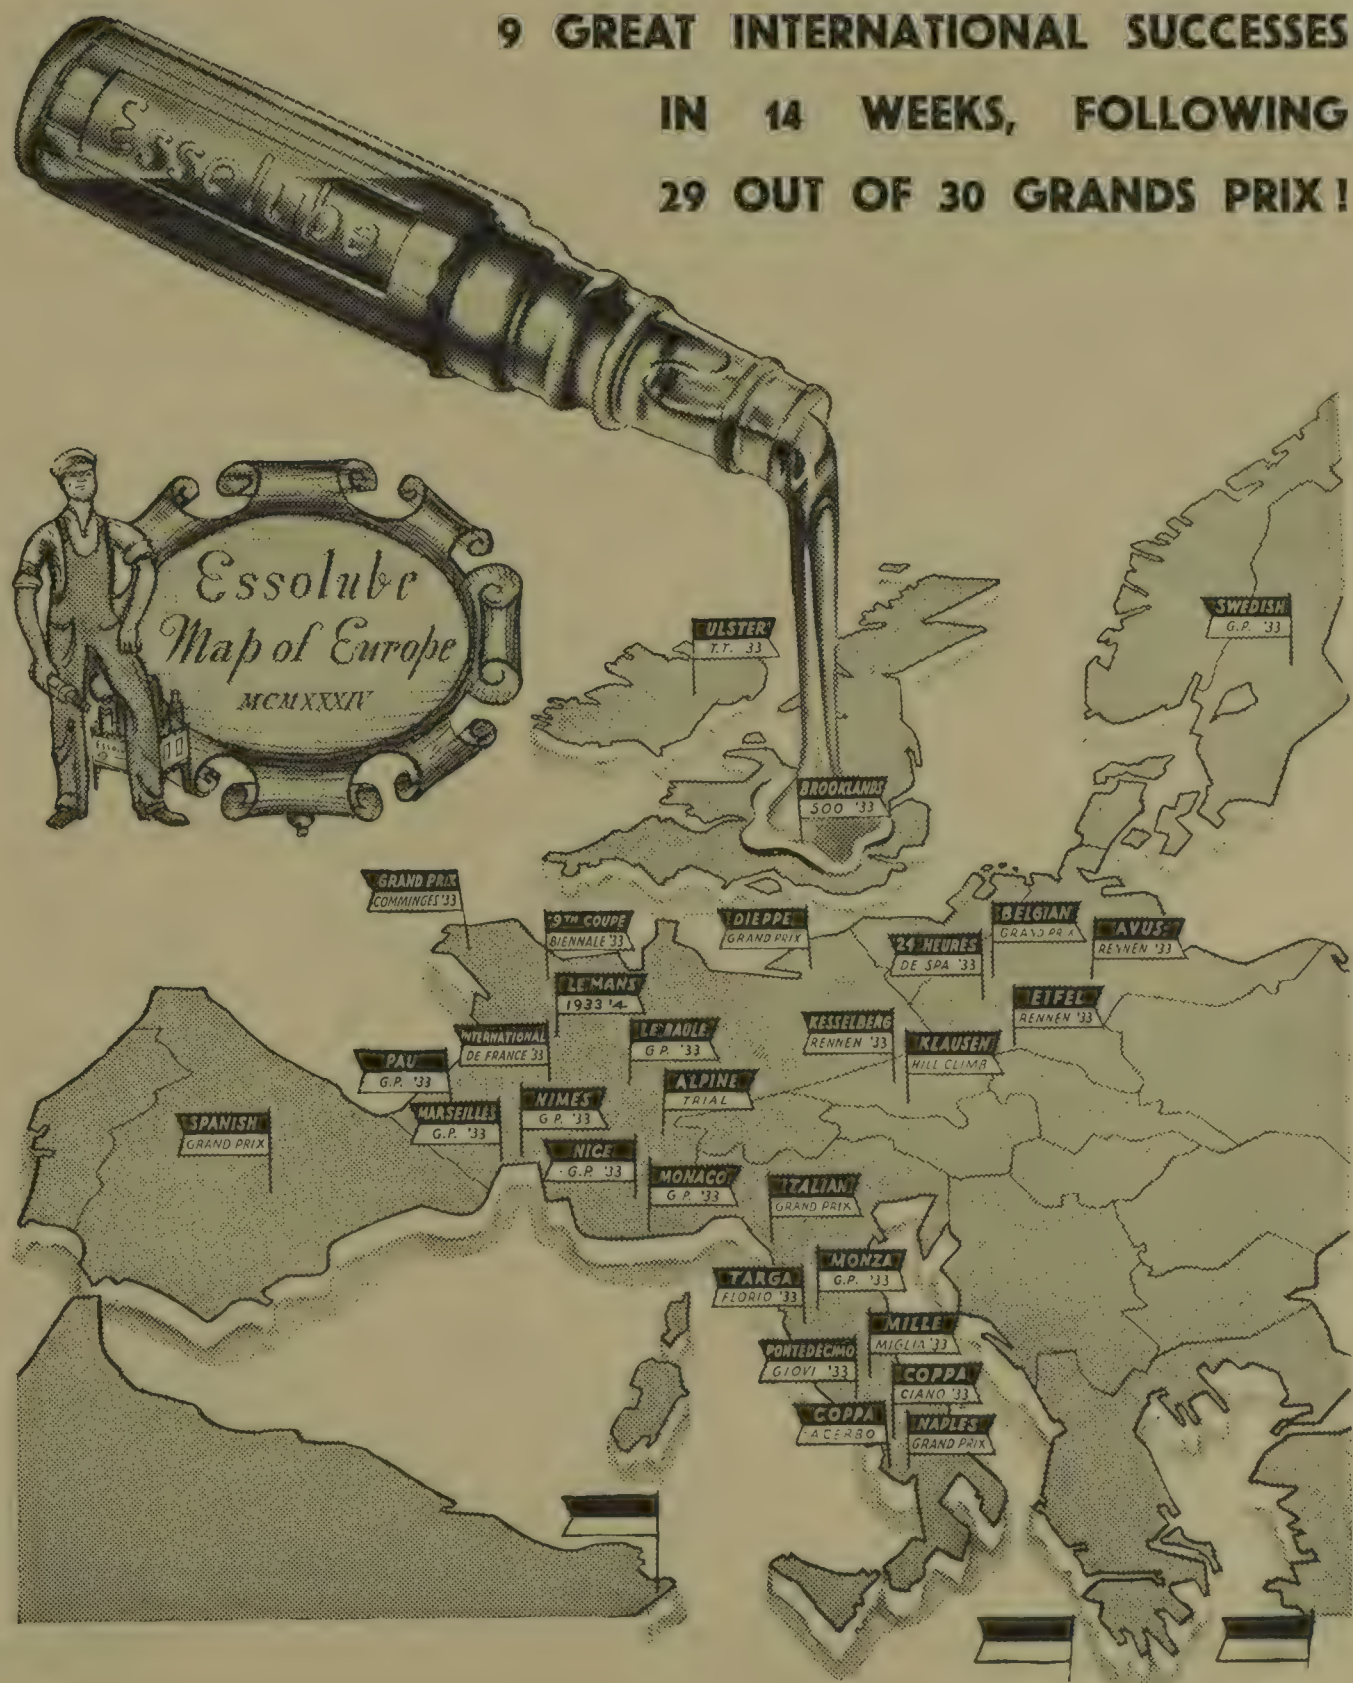 9 GREAT INTERNATIONAL SUCCESSES
IN 14 WEEKS, FOLLOWING
29 OUT OF 30 GRANDS PRIX !
Essolube
Essolube
Map of Europe
MCMXXXIV
ULSTER
T.T. 33
SWEDISH
G.P. '33
BROOKLANDS
500 '33
GRAND PRIX
COMMINGES '33
9TH COUPE
BIENNALE '33
DIEPPE
GRAND PRIX
24 HEURES
DE SPA '33
BELGIAN
GRAND PRIX
AVUS-
RENNEN '33
LE MANS
1933 '4
EIFEL
RENNEN '33
INTERNATIONAL
DE FRANCE '33
LE BAULE
G.P. '33
KESSELBERG
RENNEN '33
KLAUSEN
HILL CLIMB
PAU
G.P. '33
ALPINE
TRIAL
MARSEILLES
G.P. '33
NIMES
G.P. '33
SPANISH
GRAND PRIX
NICE
G.P. '33
MONACO
G.P. '33
ITALIAN
GRAND PRIX
TARGA
FLORIO '33
MONZA
G.P. '33
MILLE
MIGLIA '33
PONTEDECIMO
GIOVI '33
COPPA
CIANO '33
COPPA
ACERBO
NAPLES
GRAND PRIX